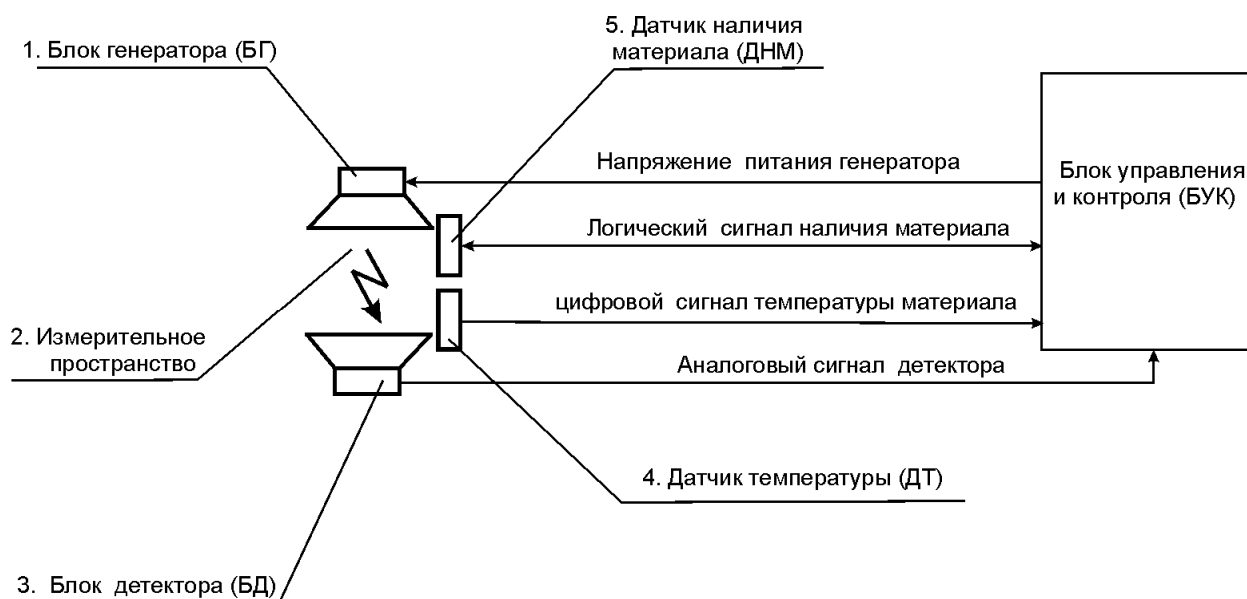 1. Блок генератора (БГ)
5. Датчик наличия
материала (ДНМ)
Напряжение питания генератора
Блок управления
и контроля (БУК)
Логический сигнал наличия материала
цифровой сигнал температуры материала
2. Измерительное
пространство
Аналоговый сигнал детектора
4. Датчик температуры (ДТ)
3. Блок детектора (БД)